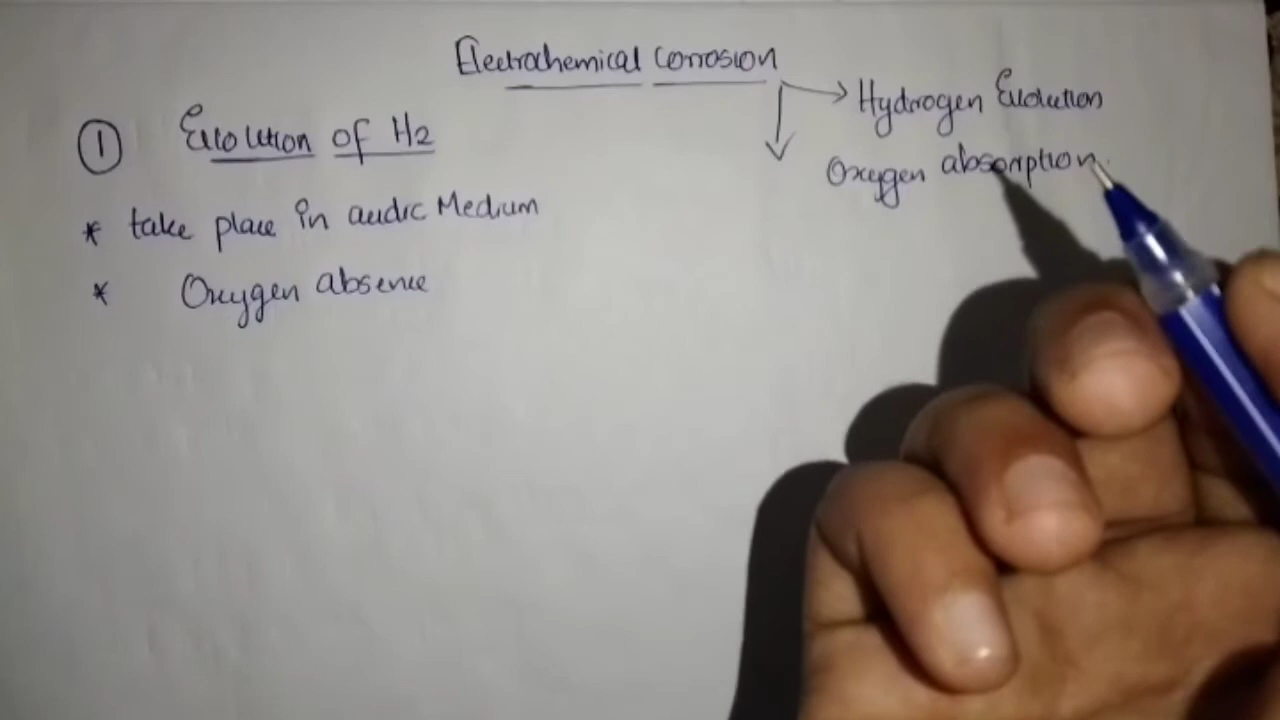 Electrochemical Corrosion
Hydrogen Evolution
Oxygen absorption
① Evolution of H2
* take place in acidic Medium
* Oxygen absence